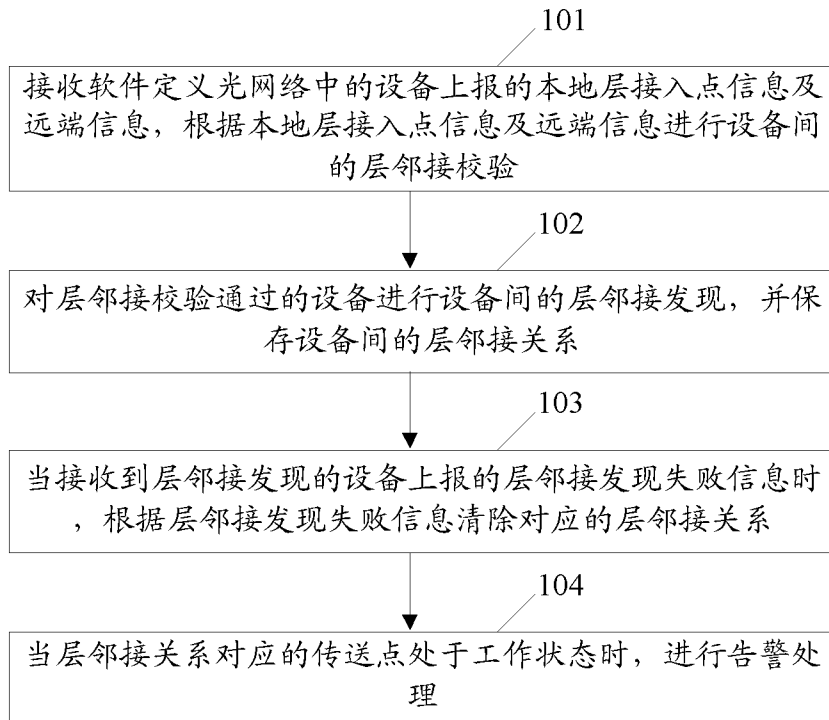 101
接收软件定义光网络中的设备上报的本地层接入点信息及
远端信息，根据本地层接入点信息及远端信息进行设备间
的层邻接校验
102
对层邻接校验通过的设备进行设备间的层邻接发现，并保
存设备间的层邻接关系
103
当接收到层邻接发现的设备上报的层邻接发现失败信息时
，根据层邻接发现失败信息清除对应的层邻接关系
104
当层邻接关系对应的传送点处于工作状态时，进行告警处
理